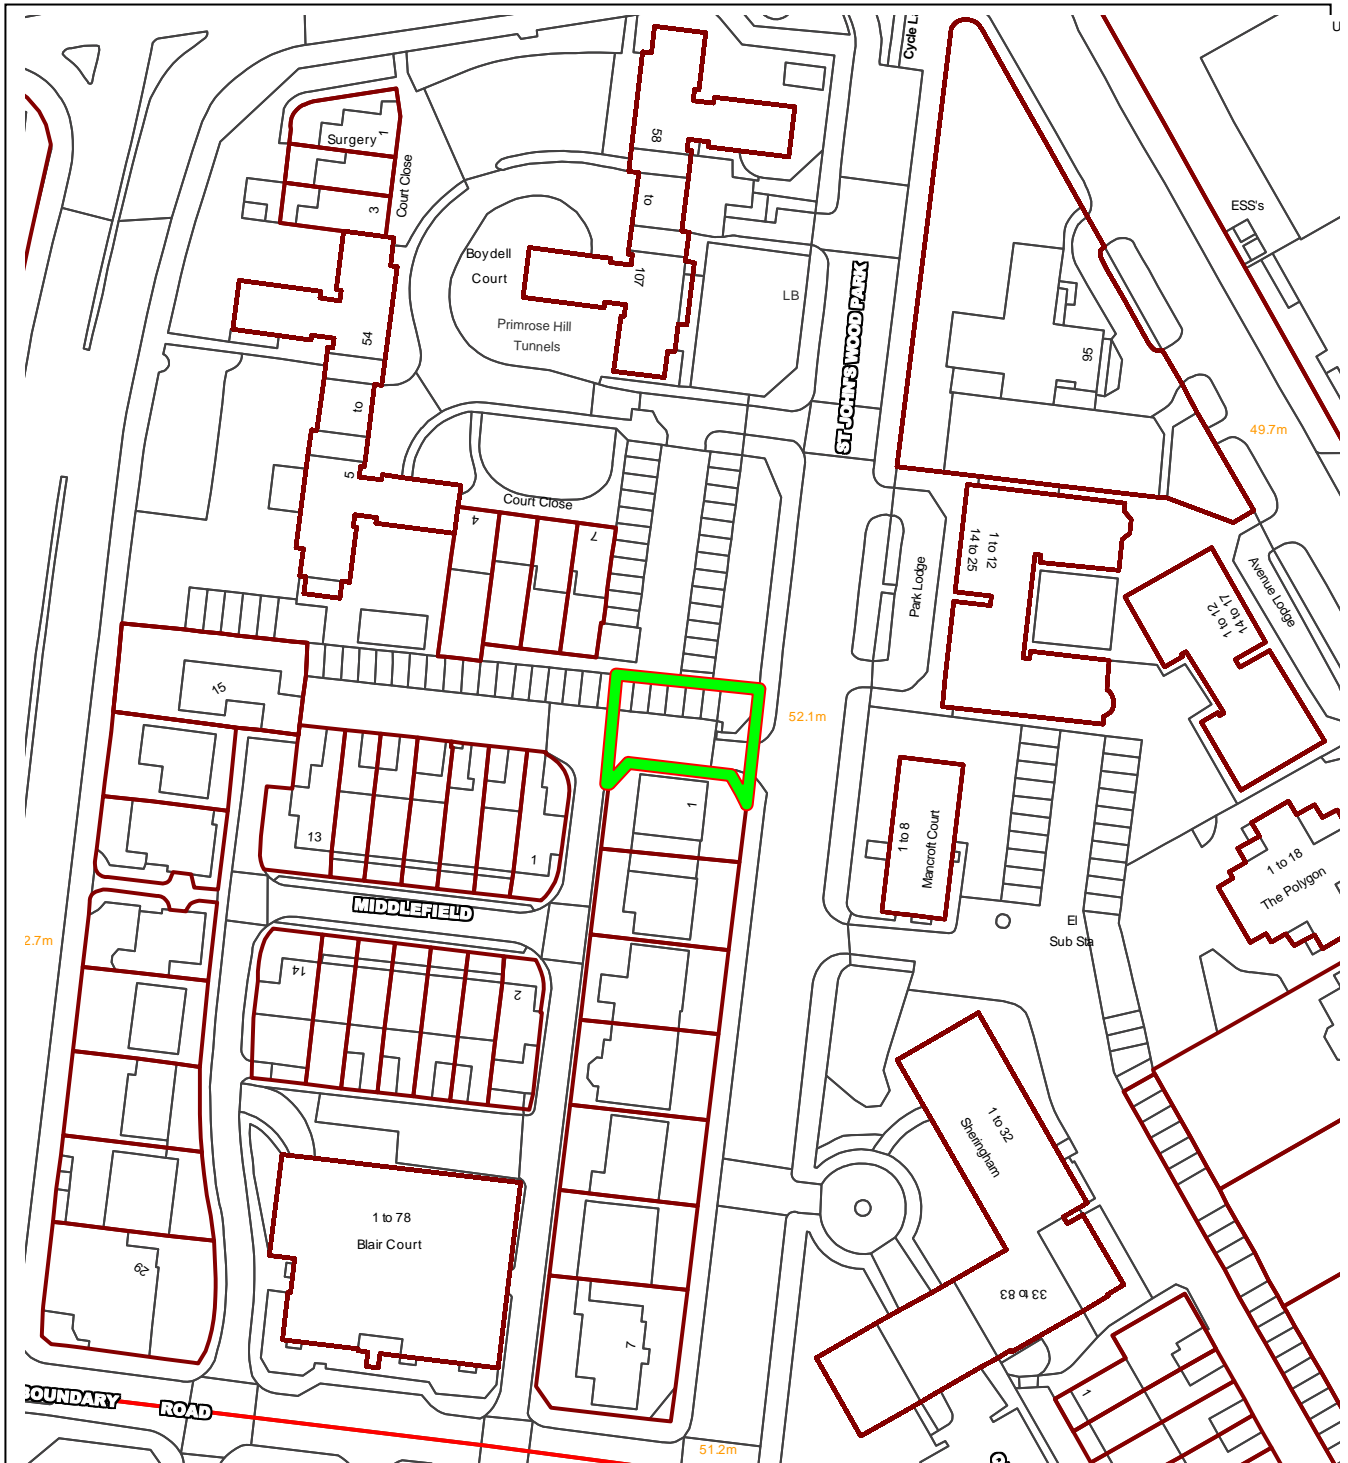 Cycle L
U
Surgery
1
Court Close
3
58
to
107
Boydell
Court
Primrose Hill
Tunnels
LB
ST JOHN'S WOOD PARK
ESS's
95
49.7m
54
to
5
Court Close
4
7
1 to 12
14 to 25
Park Lodge
Avenue Lodge
1 to 12
14 to 17
15
52.1m
13
1
1
1 to 8
Mancroft Court
1 to 18
The Polygon
MIDDLEFIELD
El
Sub Sta
2.7m
14
2
1 to 32
Sheringham
1 to 78
Blair Court
29
33 to 83
7
1
BOUNDARY ROAD
51.2m